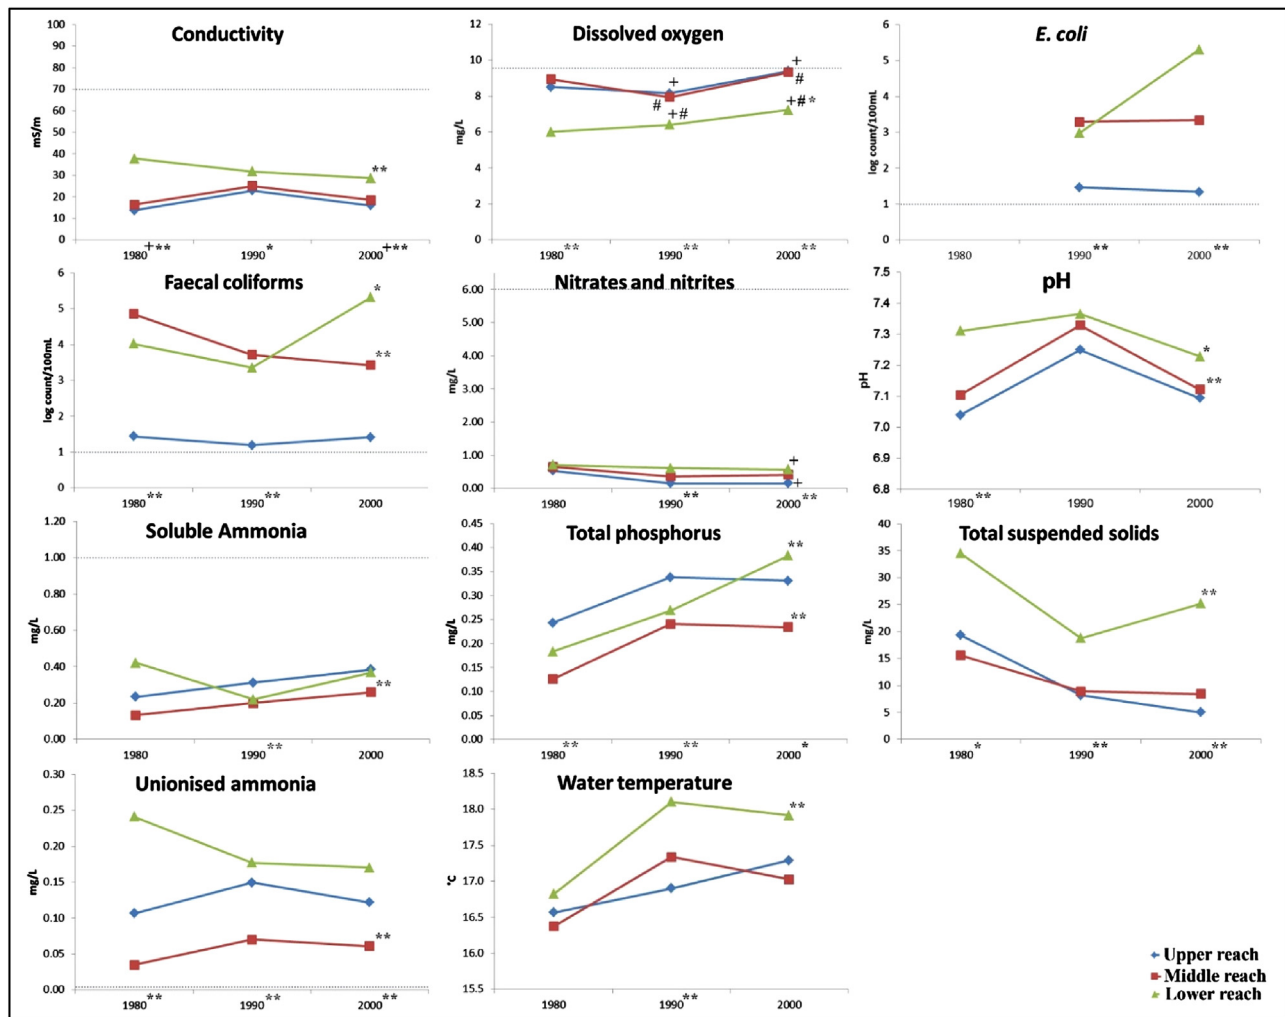 Conductivity
100
90
80
70
60
50
40
30
20
10
0
mS/m
1980+** 1990* 2000+**
**
Dissolved oxygen
12
10
8
6
4
2
0
mg/L
1980** 1990** 2000**
+
#
+#
+
#
+#*
E. coli
6
5
4
3
2
1
0
log count/100mL
1980 1990** 2000**
Faecal coliforms
6
5
4
3
2
1
0
log count/100mL
1980** 1990** 2000
*
**
Nitrates and nitrites
6.00
5.00
4.00
3.00
2.00
1.00
0.00
mg/L
1980 1990** 2000**
+
+
pH
7.5
7.4
7.3
7.2
7.1
7.0
6.9
6.8
pH
1980** 1990 2000
*
**
Soluble Ammonia
1.20
1.00
0.80
0.60
0.40
0.20
0.00
mg/L
1980 1990** 2000
**
Total phosphorus
0.45
0.40
0.35
0.30
0.25
0.20
0.15
0.10
0.05
0.00
mg/L
1980** 1990** 2000*
**
**
Total suspended solids
40
35
30
25
20
15
10
5
0
mg/L
1980* 1990** 2000**
**
Unionised ammonia
0.30
0.25
0.20
0.15
0.10
0.05
0.00
mg/L
1980** 1990** 2000**
**
Water temperature
18.5
18.0
17.5
17.0
16.5
16.0
15.5
°C
1980 1990** 2000
**
Upper reach
Middle reach
Lower reach